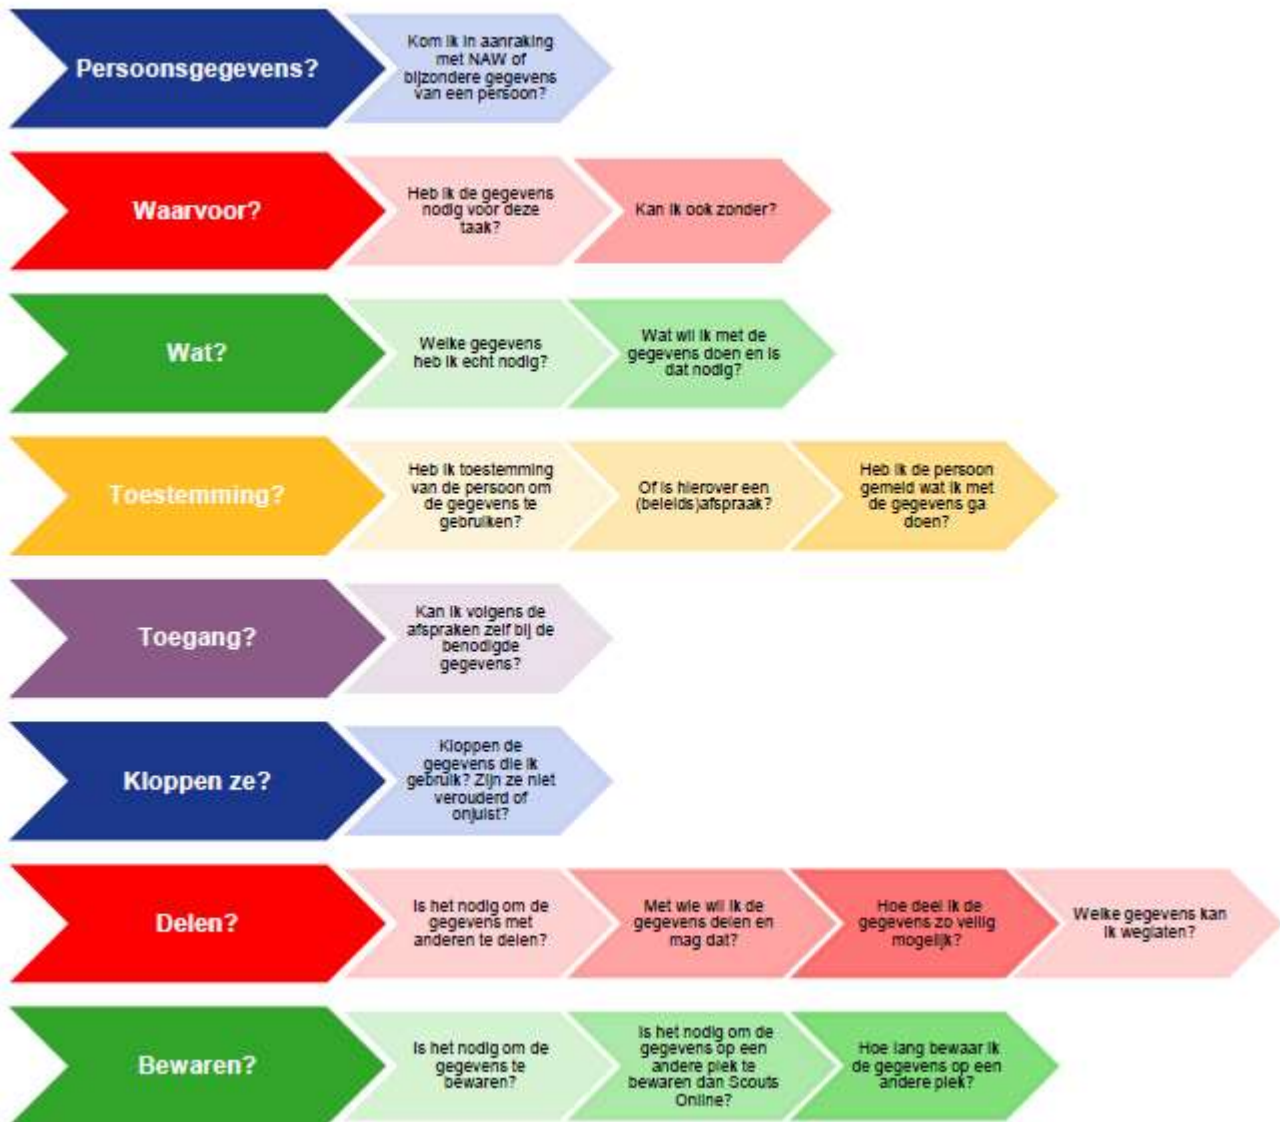 Persoonsgegevens?
Kom ik in aanraking
met NAW of
bijzondere gegevens
van een persoon?
Waarvoor?
Heb ik de gegevens
nodig voor deze
taak?
Kan ik ook zonder?
Wat?
Welke gegevens
heb ik echt nodig?
Wat wil ik met de
gegevens doen en is
dat nodig?
Toestemming?
Heb ik toestemming
van de persoon om
de gegevens te
gebruiken?
Of is hierover een
(beleids)afspraak?
Heb ik de persoon
gemeld wat ik met
de gegevens ga
doen?
Toegang?
Kan ik volgens de
afspraken zelf bij de
benodigde
gegevens?
Kloppen ze?
Kloppen de
gegevens die ik
gebruik? Zijn ze niet
verouderd of
onjuist?
Delen?
Is het nodig om de
gegevens met
anderen te delen?
Met wie wil ik de
gegevens delen en
mag dat?
Hoe deel ik de
gegevens zo veilig
mogelijk?
Welke gegevens kan
ik weglaten?
Bewaren?
Is het nodig om de
gegevens te
bewaren?
Is het nodig om de
gegevens op een
andere plek te
bewaren dan Scouts
Online?
Hoe lang bewaar ik
de gegevens op een
andere plek?